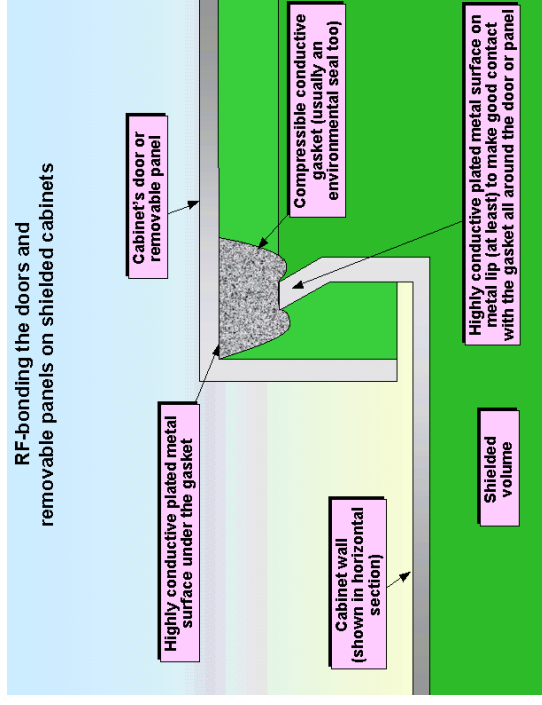 RF-bonding the doors and
removable panels on shielded cabinets
Cabinet's door or
removable panel
Compressible conductive
gasket (usually an
environmental seal too)
Highly conductive plated metal
surface under the gasket
Highly conductive plated metal surface on
metal lip (at least) to make good contact
with the gasket all around the door or panel
Cabinet wall
(shown in horizontal
section)
Shielded
volume